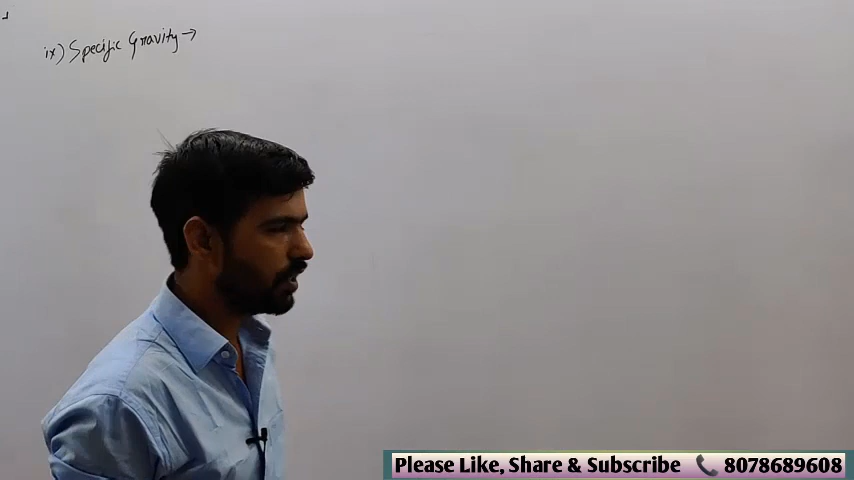 ix) Specific Gravity →
Please Like, Share & Subscribe 📞 8078689608